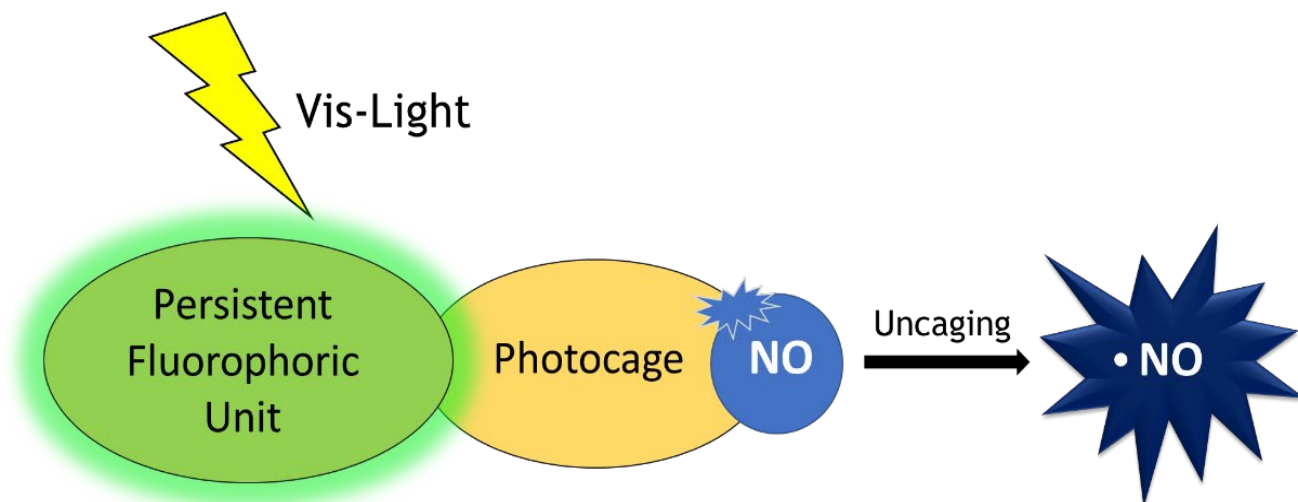 Vis-Light
Persistent
Fluorophoric
Unit
Photocage
NO
Uncaging
• NO